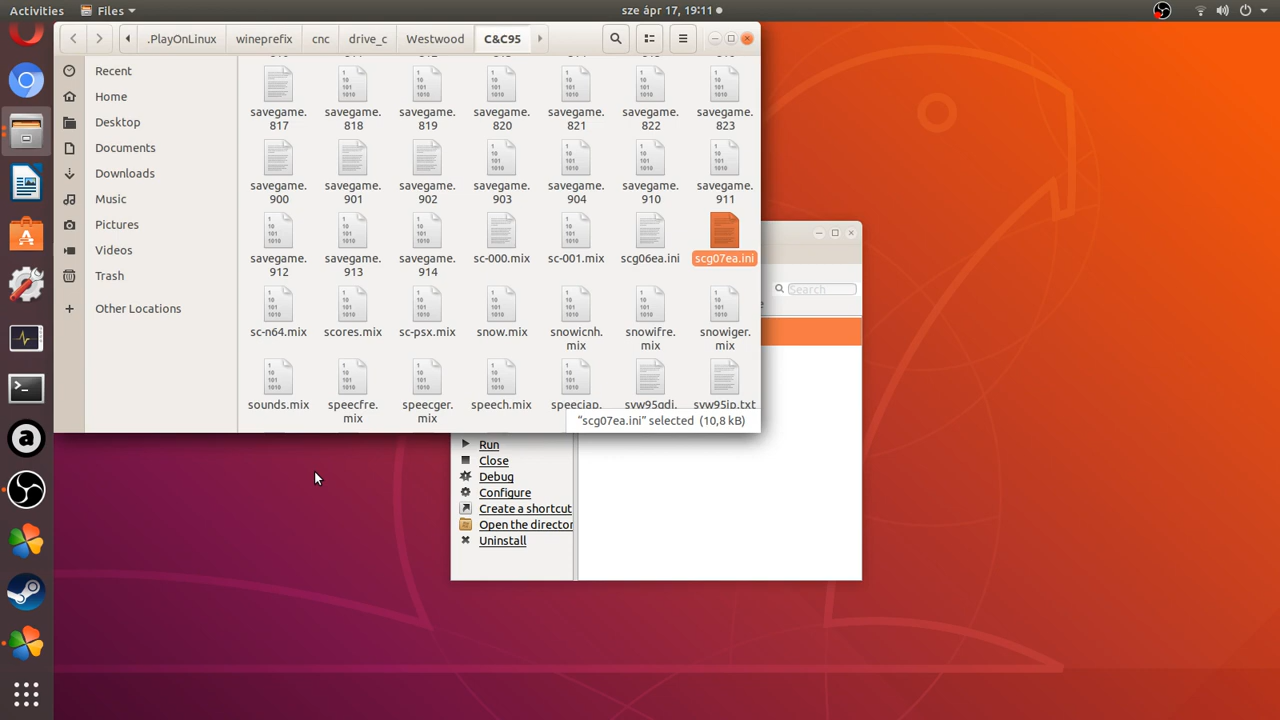 Activities
Files
sze ápr 17, 19:11
.PlayOnLinux
wineprefix
cnc
drive_c
Westwood
C&C95
Recent
Home
Desktop
Documents
Downloads
Music
Pictures
Videos
Trash
Other Locations
savegame.
817
savegame.
818
savegame.
819
savegame.
820
savegame.
821
savegame.
822
savegame.
823
savegame.
900
savegame.
901
savegame.
902
savegame.
903
savegame.
904
savegame.
910
savegame.
911
savegame.
912
savegame.
913
savegame.
914
sc-000.mix
sc-001.mix
scg06ea.ini
scg07ea.ini
sc-n64.mix
scores.mix
sc-psx.mix
snow.mix
snowicnh.
mix
snowifre.
mix
snowiger.
mix
sounds.mix
speecfre.
mix
speecger.
mix
speech.mix
"scg07ea.ini" selected (10,8 kB)
Search
Run
Close
Debug
Configure
Create a shortcut
Open the director
Uninstall